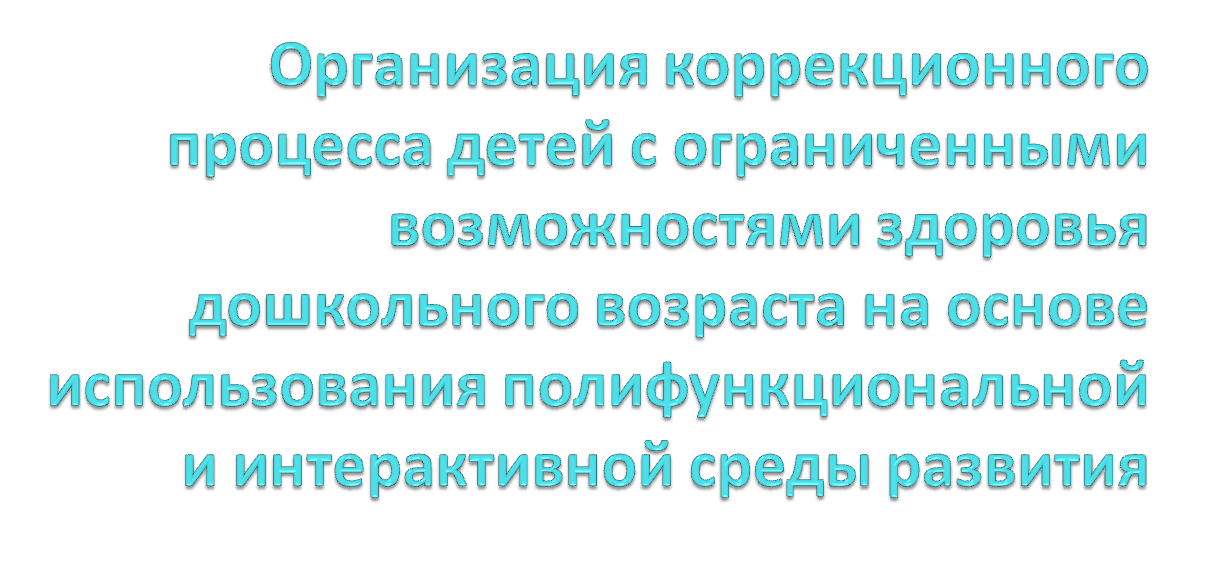 Организация коррекционного
процесса детей с ограниченными
возможностями здоровья
дошкольного возраста на основе
использования полифункциональной
и интерактивной среды развития